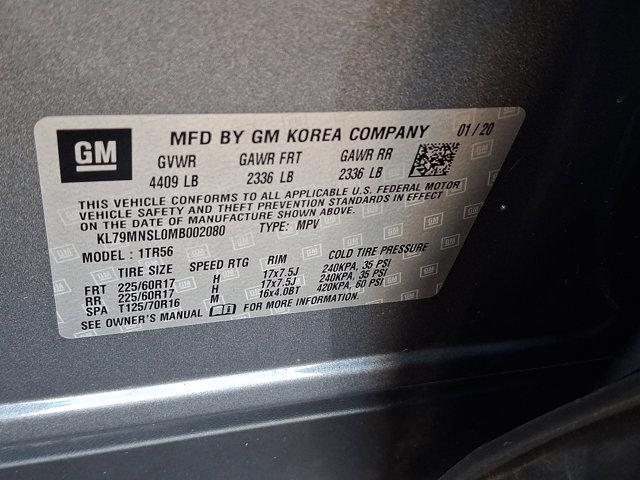 GM
MFD BY GM KOREA COMPANY 01/20
GVWR GAWR FRT GAWR RR
4409 LB 2336 LB 2336 LB
THIS VEHICLE CONFORMS TO ALL APPLICABLE U.S. FEDERAL MOTOR
VEHICLE SAFETY AND THEFT PREVENTION STANDARDS IN EFFECT
ON THE DATE OF MANUFACTURE SHOWN ABOVE.
KL79MNSL0MB002080 TYPE: MPV
MODEL: 1TR56
TIRE SIZE SPEED RTG RIM COLD TIRE PRESSURE
FRT 225/60R17 H 17x7.5J 240KPA, 35 PSI
RR 225/60R17 H 17x7.5J 240KPA, 35 PSI
SPA T125/70R16 M 16x4.0BT 420KPA, 60 PSI
SEE OWNER'S MANUAL FOR MORE INFORMATION.